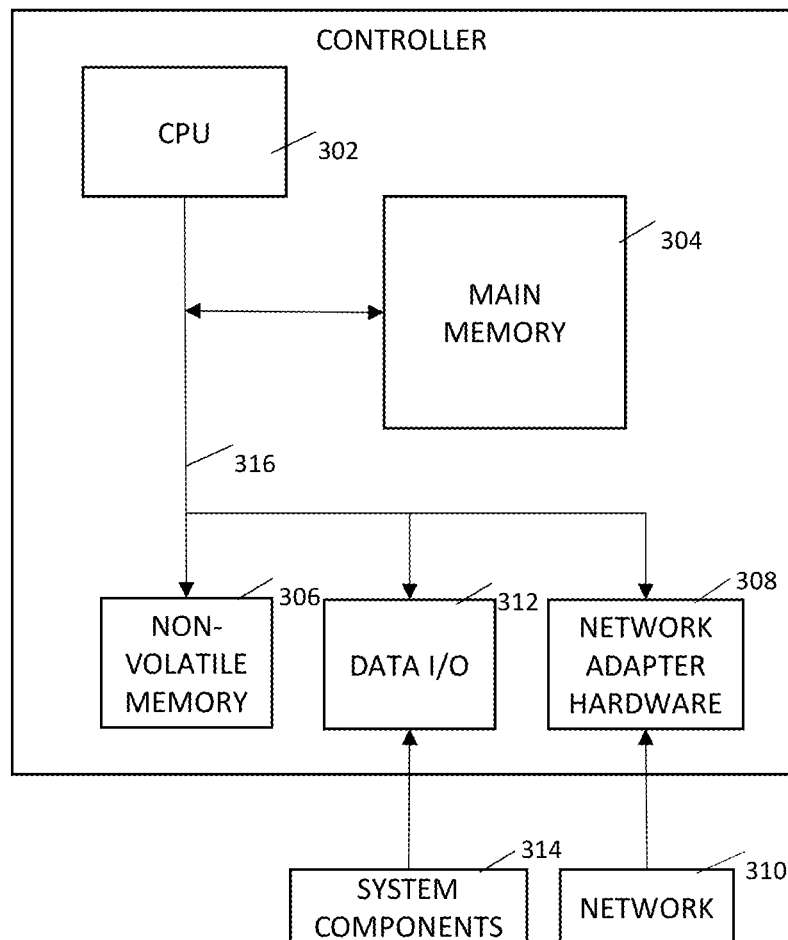 CONTROLLER
CPU
302
304
MAIN
MEMORY
316
306
312
308
NON-
VOLATILE
MEMORY
DATA I/O
NETWORK
ADAPTER
HARDWARE
314
310
SYSTEM
COMPONENTS
NETWORK